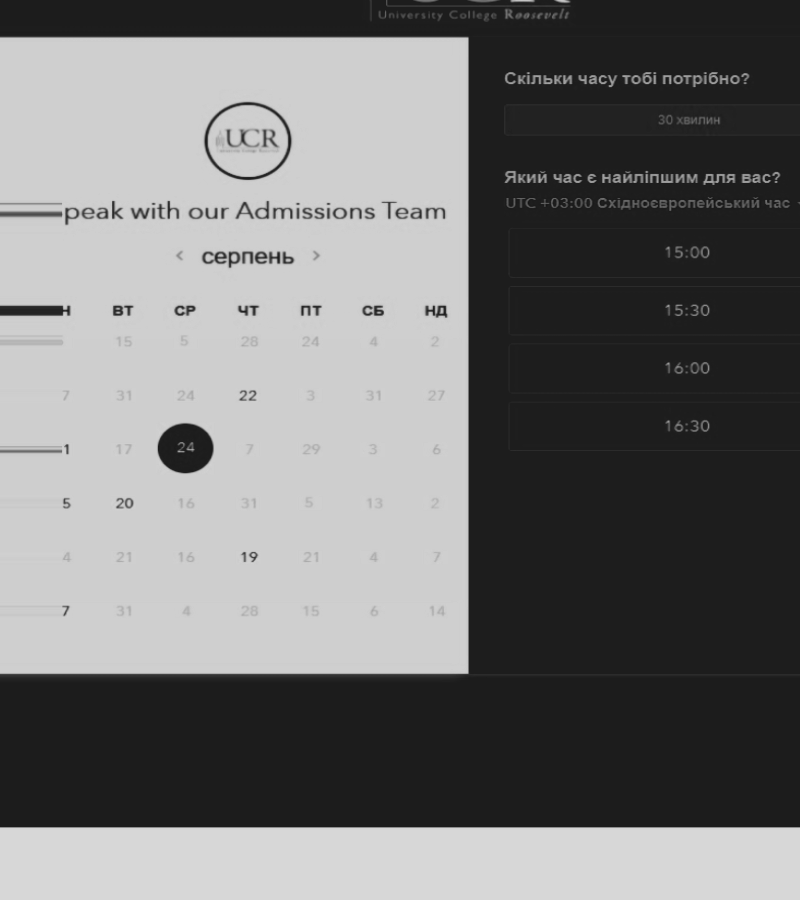 University College Roosevelt
UCR
peak with our Admissions Team
< серпень >
Н ВТ СР ЧТ ПТ СБ НД
15 5 28 24 4 2
7 31 24 22 3 31 27
1 17 24 7 29 3 6
5 20 16 31 5 13 2
4 21 16 19 21 4 7
7 31 4 28 15 6 14
Скільки часу тобі потрібно?
30 хвилин
Який час є найліпшим для вас?
UTC +03:00 Східноєвропейський час
15:00
15:30
16:00
16:30